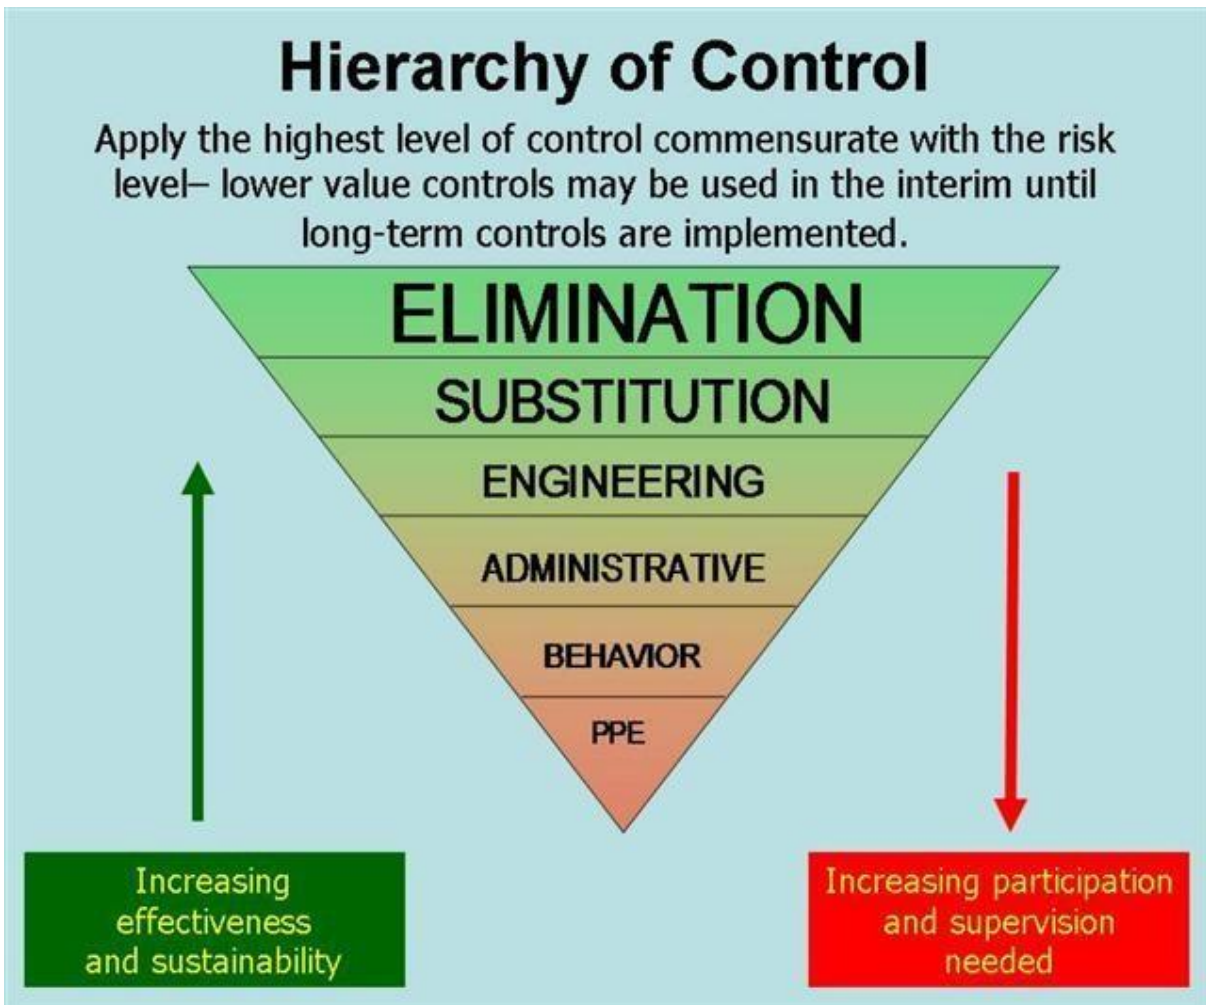 Hierarchy of Control
Apply the highest level of control commensurate with the risk
level– lower value controls may be used in the interim until
long-term controls are implemented.
ELIMINATION
SUBSTITUTION
ENGINEERING
ADMINISTRATIVE
BEHAVIOR
PPE
Increasing
effectiveness
and sustainability
Increasing participation
and supervision
needed